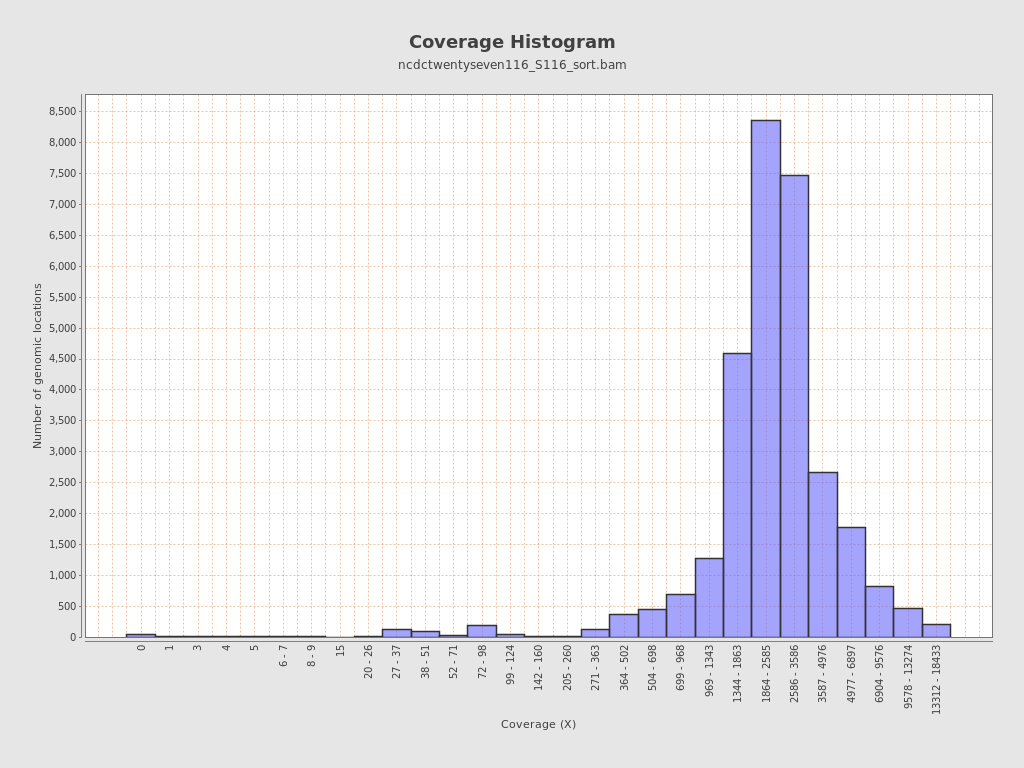 Coverage Histogram
ncdctwentyseven116_S116_sort.bam
Number of genomic locations
8,500
8,000
7,500
7,000
6,500
6,000
5,500
5,000
4,500
4,000
3,500
3,000
2,500
2,000
1,500
1,000
500
0
0
1
3
4
5
6 - 7
8 - 9
15
20 - 26
27 - 37
38 - 51
52 - 71
72 - 98
99 - 124
142 - 160
205 - 260
271 - 363
364 - 502
504 - 698
699 - 968
969 - 1343
1344 - 1863
1864 - 2585
2586 - 3586
3587 - 4976
4977 - 6897
6904 - 9576
9578 - 13274
13312 - 18433
Coverage (X)